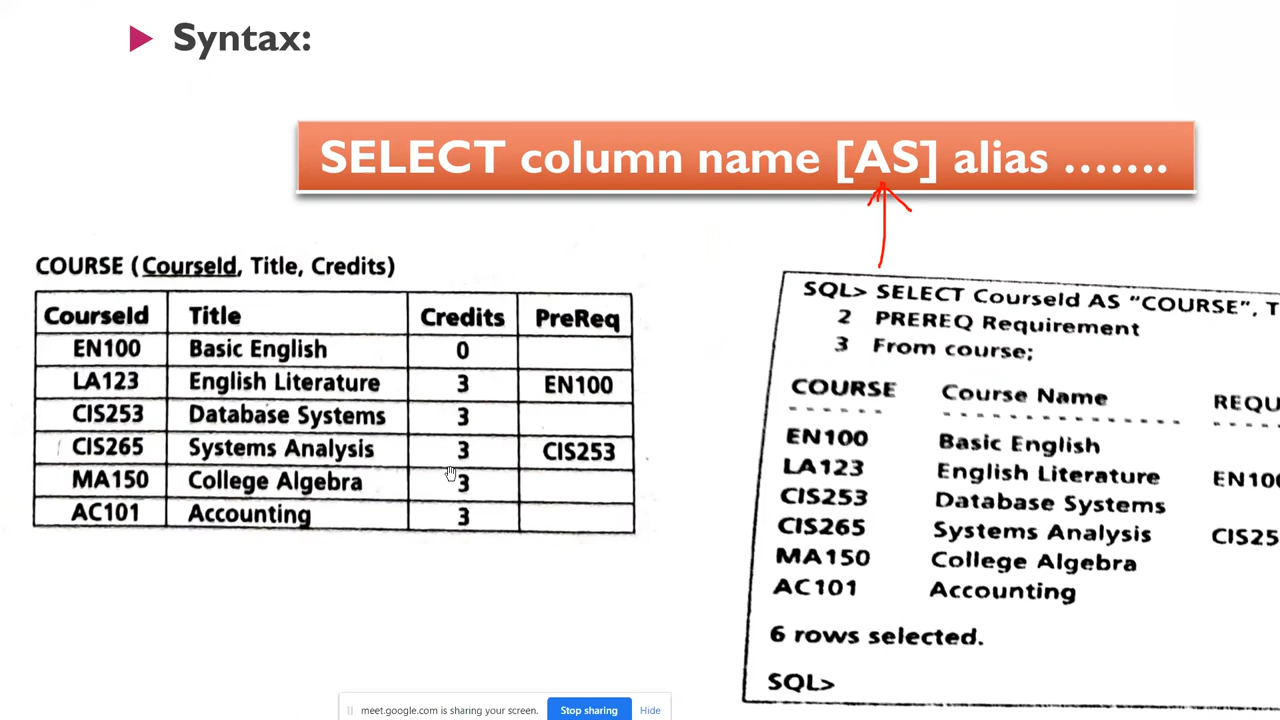 Syntax:
SELECT column name [AS] alias .......
COURSE (CourseId, Title, Credits)
CourseId Title Credits PreReq
EN100 Basic English 0
LA123 English Literature 3 EN100
CIS253 Database Systems 3
CIS265 Systems Analysis 3 CIS253
MA150 College Algebra 3
AC101 Accounting 3
SQL> SELECT CourseId AS "COURSE", T
2 PREREQ Requirement
3 From course;
COURSE Course Name REQU
------ ---------------
EN100 Basic English
LA123 English Literature EN100
CIS253 Database Systems
CIS265 Systems Analysis CIS25
MA150 College Algebra
AC101 Accounting
6 rows selected.
SQL>
meet.google.com is sharing your screen. Stop sharing Hide